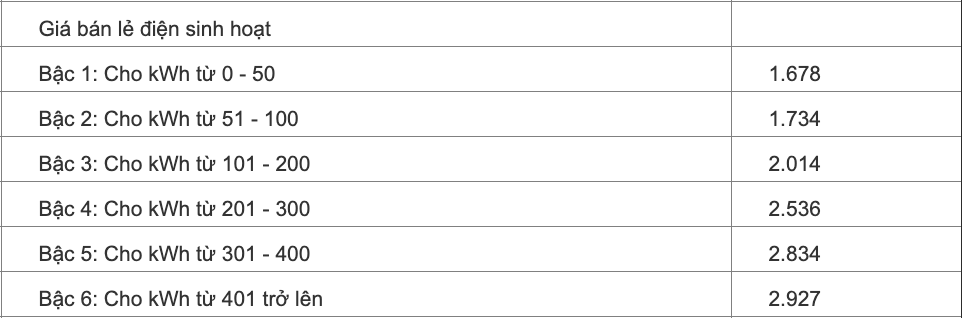 Giá bán lẻ điện sinh hoạt
Bậc 1: Cho kWh từ 0 - 50 1.678
Bậc 2: Cho kWh từ 51 - 100 1.734
Bậc 3: Cho kWh từ 101 - 200 2.014
Bậc 4: Cho kWh từ 201 - 300 2.536
Bậc 5: Cho kWh từ 301 - 400 2.834
Bậc 6: Cho kWh từ 401 trở lên 2.927